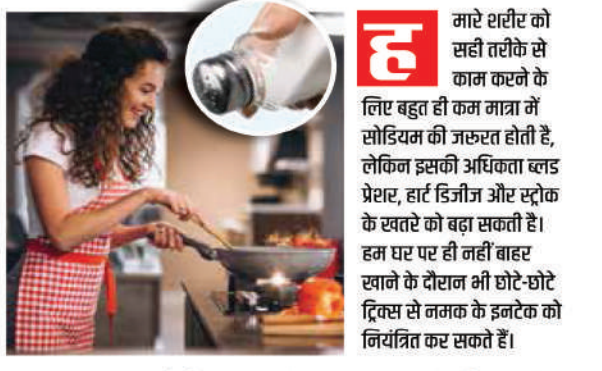 हमारे शरीर को
सही तरीके से
काम करने के
लिए बहुत ही कम मात्रा में
सोडियम की जरूरत होती है,
लेकिन इसकी अधिकता ब्लड
प्रेशर, हार्ट डिजीज और स्ट्रोक
के खतरे को बढ़ा सकती है।
हम घर पर ही नहीं बाहर
खाने के दौरान भी छोटे-छोटे
ट्रिक्स से नमक के इनटेक को
नियंत्रित कर सकते हैं।